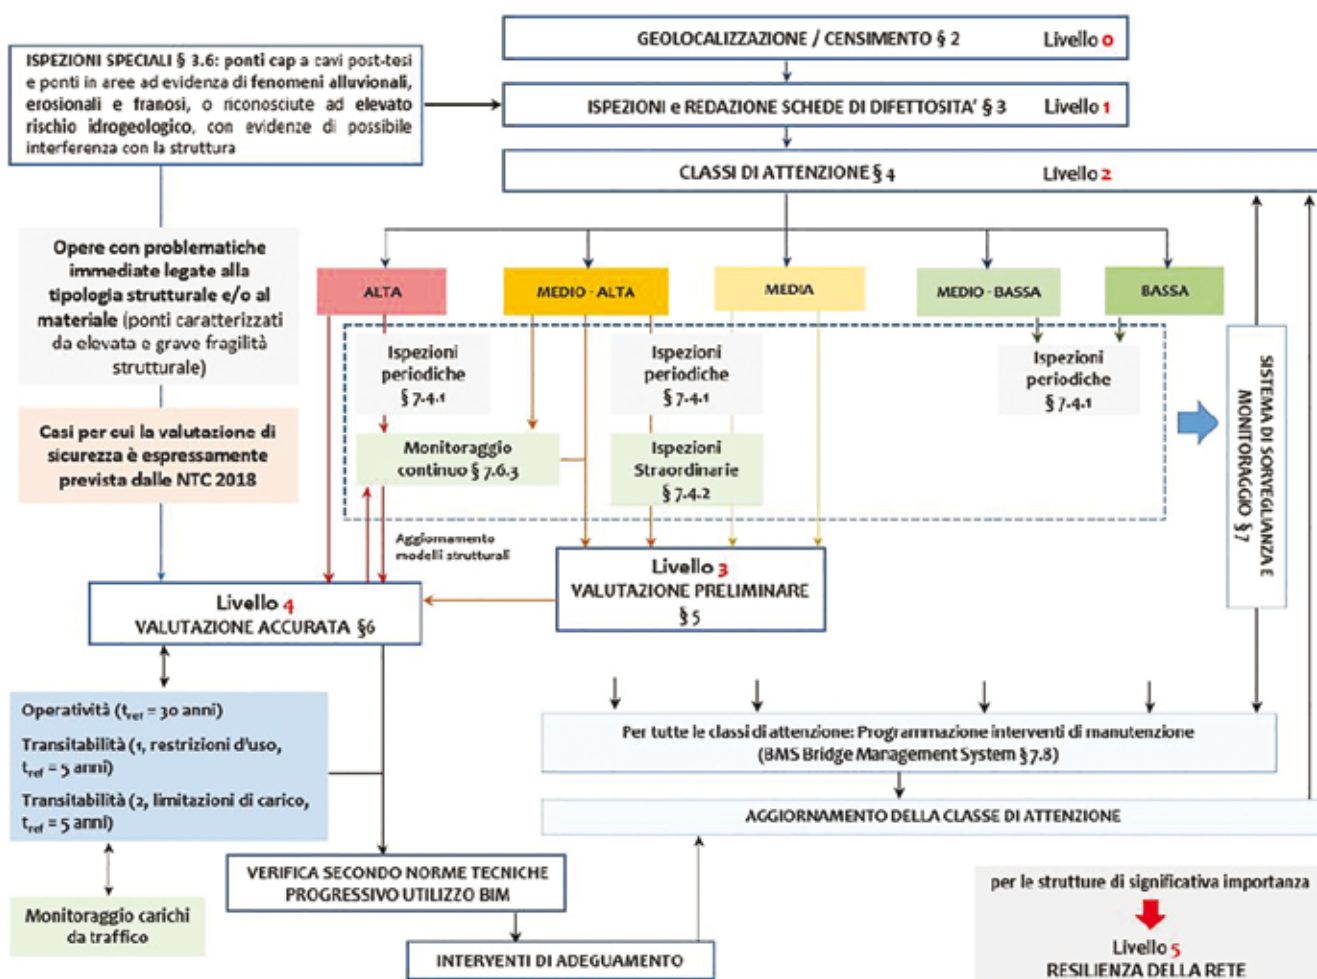 GEOLOCALIZZAZIONE / CENSIMENTO § 2 Livello 0
ISPEZIONI SPECIALI § 3.6: ponti cap a cavi post-tesi
e ponti in aree ad evidenza di fenomeni alluvionali,
erosionali e franosi, o riconosciute ad elevato
rischio idrogeologico, con evidenze di possibile
interferenza con la struttura
ISPEZIONI e REDAZIONE SCHEDE DI DIFETTOSITA' § 3 Livello 1
CLASSI DI ATTENZIONE § 4 Livello 2
Opere con problematiche
immediate legate alla
tipologia strutturale e/o al
materiale (ponti caratterizzati
da elevata e grave fragilità
strutturale)
Casi per cui la valutazione di
sicurezza è espressamente
prevista dalle NTC 2018
ALTA
MEDIO - ALTA
MEDIA
MEDIO - BASSA
BASSA
Ispezioni
periodiche
§ 7.4.1
Ispezioni
periodiche
§ 7.4.1
Ispezioni
periodiche
§ 7.4.1
Monitoraggio
continuo § 7.6.3
Ispezioni
Straordinarie
§ 7.4.2
SISTEMA DI SORVEGLIANZA E
MONITORAGGIO § 7
Aggiornamento
modelli strutturali
Livello 3
VALUTAZIONE PRELIMINARE
§ 5
Livello 4
VALUTAZIONE ACCURATA §6
Operatività (tref = 30 anni)
Transitabilità (1, restrizioni d'uso,
tref = 5 anni)
Transitabilità (2, limitazioni di carico,
tref = 5 anni)
Monitoraggio carichi
da traffico
Per tutte le classi di attenzione: Programmazione interventi di manutenzione
(BMS Bridge Management System § 7.8)
AGGIORNAMENTO DELLA CLASSE DI ATTENZIONE
VERIFICA SECONDO NORME TECNICHE
PROGRESSIVO UTILIZZO BIM
INTERVENTI DI ADEGUAMENTO
per le strutture di significativa importanza
Livello 5
RESILIENZA DELLA RETE